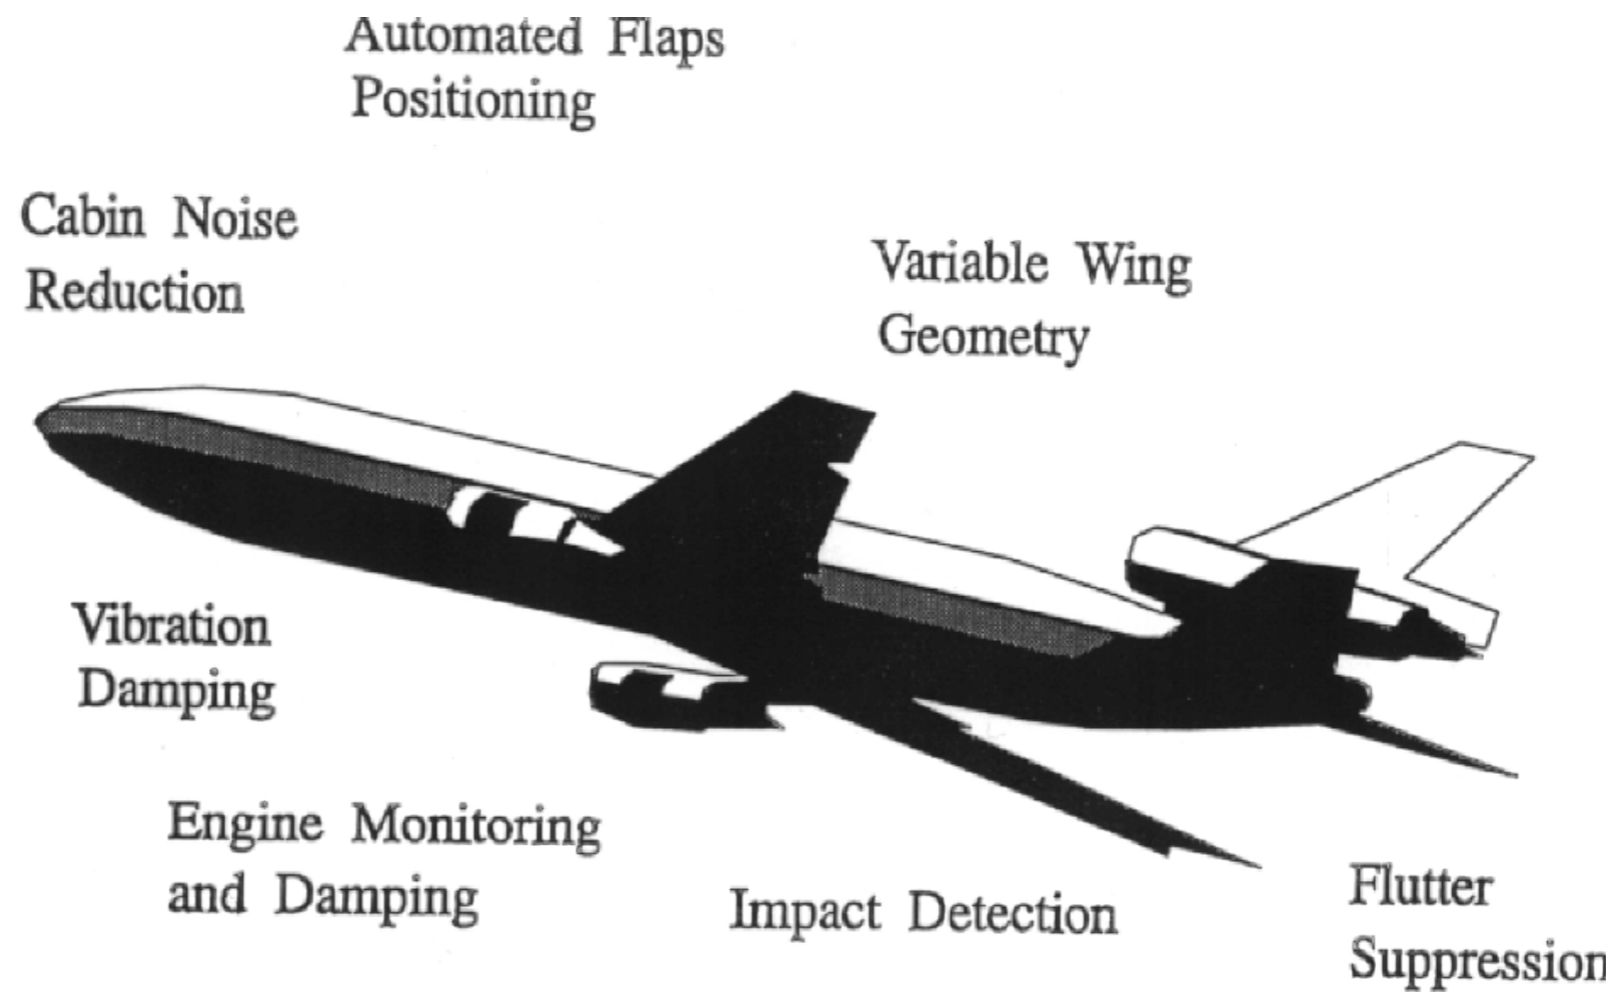 Automated Flaps
Positioning
Cabin Noise
Reduction
Variable Wing
Geometry
Vibration
Damping
Engine Monitoring
and Damping
Impact Detection
Flutter
Suppression